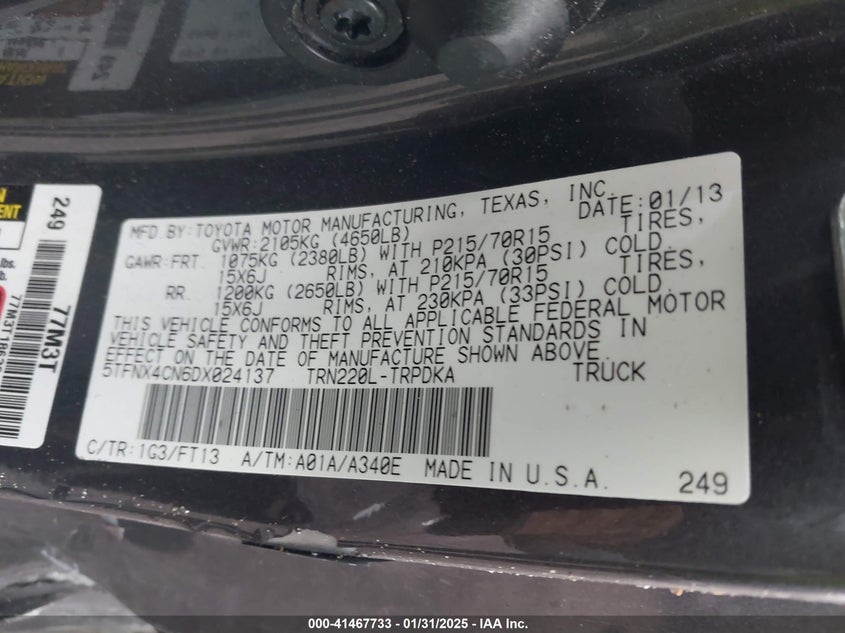 MFD.BY:TOYOTA MOTOR MANUFACTURING, TEXAS, INC. DATE:01/13
GVWR:2105KG (4650LB)
GAWR:FRT. 1075KG (2380LB) WITH P215/70R15 TIRES,
15X6J RIMS, AT 210KPA (30PSI) COLD.
RR. 1200KG (2650LB) WITH P215/70R15 TIRES,
15X6J RIMS, AT 230KPA (33PSI) COLD.
THIS VEHICLE CONFORMS TO ALL APPLICABLE FEDERAL MOTOR
VEHICLE SAFETY AND THEFT PREVENTION STANDARDS IN
EFFECT ON THE DATE OF MANUFACTURE SHOWN ABOVE.
5TFNX4CN6DX024137 TRN220L-TRPDKA TRUCK
C/TR:1G3/FT13 A/TM:A01A/A340E MADE IN U.S.A.
249
249
77M3T
lbs.
000-41467733 - 01/31/2025 - IAA Inc.